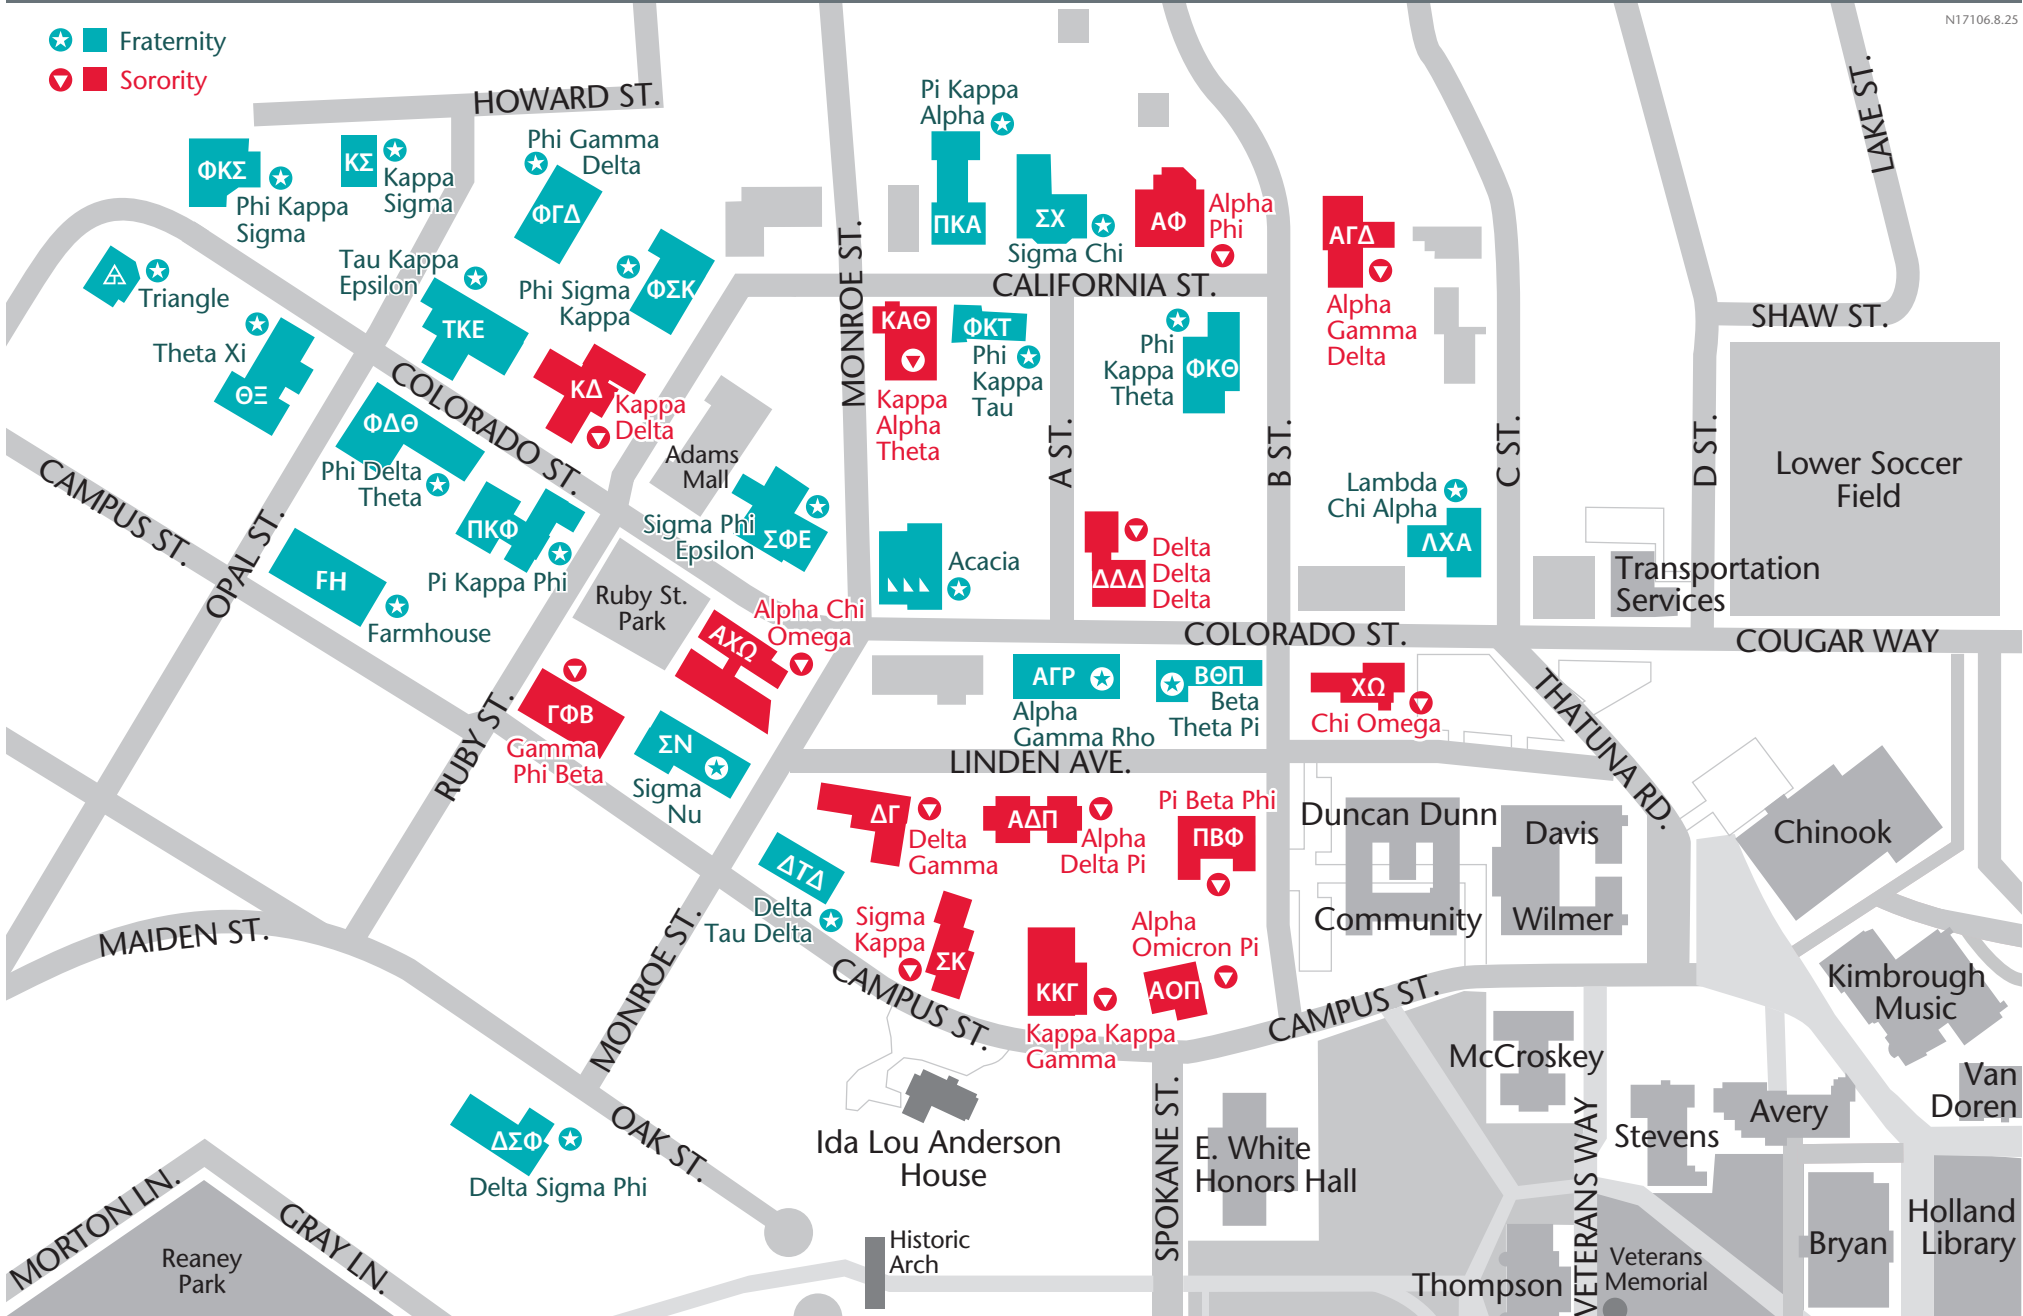 N17106.8.25
Fraternity
Sorority
HOWARD ST.
LAKE ST.
Pi Kappa
Alpha
ΠΚΑ
Phi Gamma
Delta
ΦΓΔ
ΦΚΣ
Phi Kappa
Sigma
ΚΣ
Kappa
Sigma
ΣΧ
Sigma Chi
ΑΦ
Alpha
Phi
ΑΓΔ
Alpha
Gamma
Delta
Triangle
Tau Kappa
Epsilon
ΤΚΕ
Phi Sigma
Kappa
ΦΣΚ
MONROE ST.
CALIFORNIA ST.
SHAW ST.
Theta Xi
ΘΞ
ΚΑΘ
Kappa
Alpha
Theta
ΦΚΤ
Phi
Kappa
Tau
Phi
Kappa
Theta
ΦΚΘ
COLORADO ST.
ΚΔ
Kappa
Delta
ΦΔΘ
Phi Delta
Theta
Adams
Mall
A ST.
B ST.
C ST.
D ST.
Lower Soccer
Field
CAMPUS ST.
OPAL ST.
ΠΚΦ
Pi Kappa Phi
Sigma Phi
Epsilon
ΣΦΕ
Lambda
Chi Alpha
ΛΧΑ
FH
Farmhouse
Acacia
Delta
Delta
Delta
ΔΔΔ
Transportation
Services
Ruby St.
Park
Alpha Chi
Omega
ΑΧΩ
COLORADO ST.
COUGAR WAY
ΓΦΒ
Gamma
Phi Beta
RUBY ST.
ΣΝ
Sigma
Nu
ΑΓΡ
Alpha
Gamma Rho
ΒΘΠ
Beta
Theta Pi
ΧΩ
Chi Omega
THATUNA RD.
LINDEN AVE.
ΔΓ
Delta
Gamma
ΑΔΠ
Alpha
Delta Pi
Pi Beta Phi
ΠΒΦ
Duncan Dunn
Community
Davis
Wilmer
Chinook
ΔΤΔ
Delta
Tau Delta
Sigma
Kappa
ΣΚ
Alpha
Omicron Pi
ΑΟΠ
ΚΚΓ
Kappa Kappa
Gamma
MAIDEN ST.
MONROE ST.
CAMPUS ST.
CAMPUS ST.
Kimbrough
Music
McCroskey
Van
Doren
Avery
Stevens
ΔΣΦ
Delta Sigma Phi
OAK ST.
Ida Lou Anderson
House
SPOKANE ST.
E. White
Honors Hall
VETERANS WAY
MORTON LN.
GRAY LN.
Reaney
Park
Historic
Arch
Thompson
Veterans
Memorial
Bryan
Holland
Library